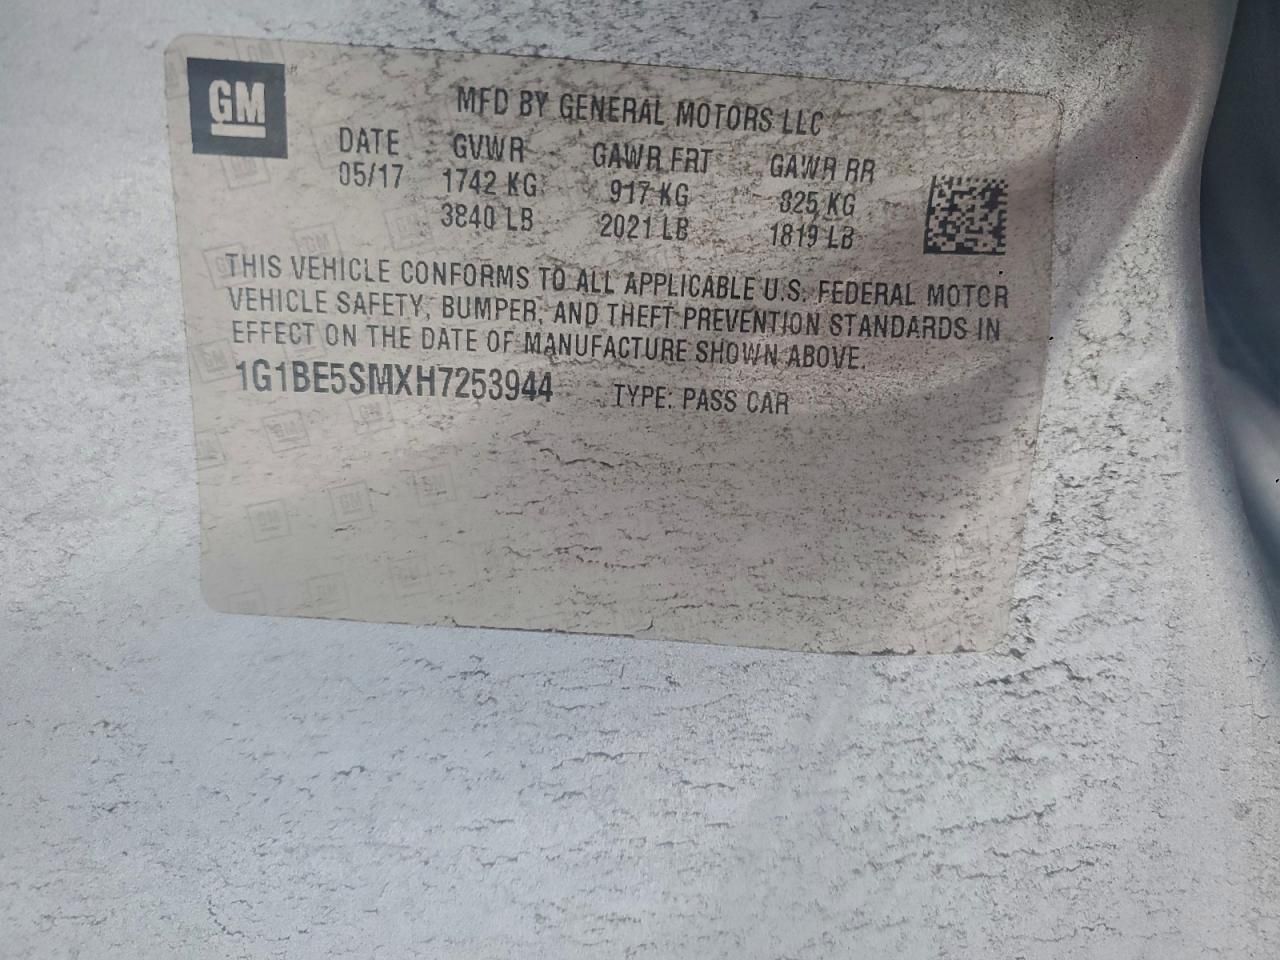 GM
MFD BY GENERAL MOTORS LLC
DATE GVWR GAWR FRT GAWR RR
05/17 1742 KG 917 KG 825 KG
3840 LB 2021 LB 1819 LB
THIS VEHICLE CONFORMS TO ALL APPLICABLE U.S. FEDERAL MOTOR
VEHICLE SAFETY, BUMPER, AND THEFT PREVENTION STANDARDS IN
EFFECT ON THE DATE OF MANUFACTURE SHOWN ABOVE.
1G1BE5SMXH7253944 TYPE: PASS CAR